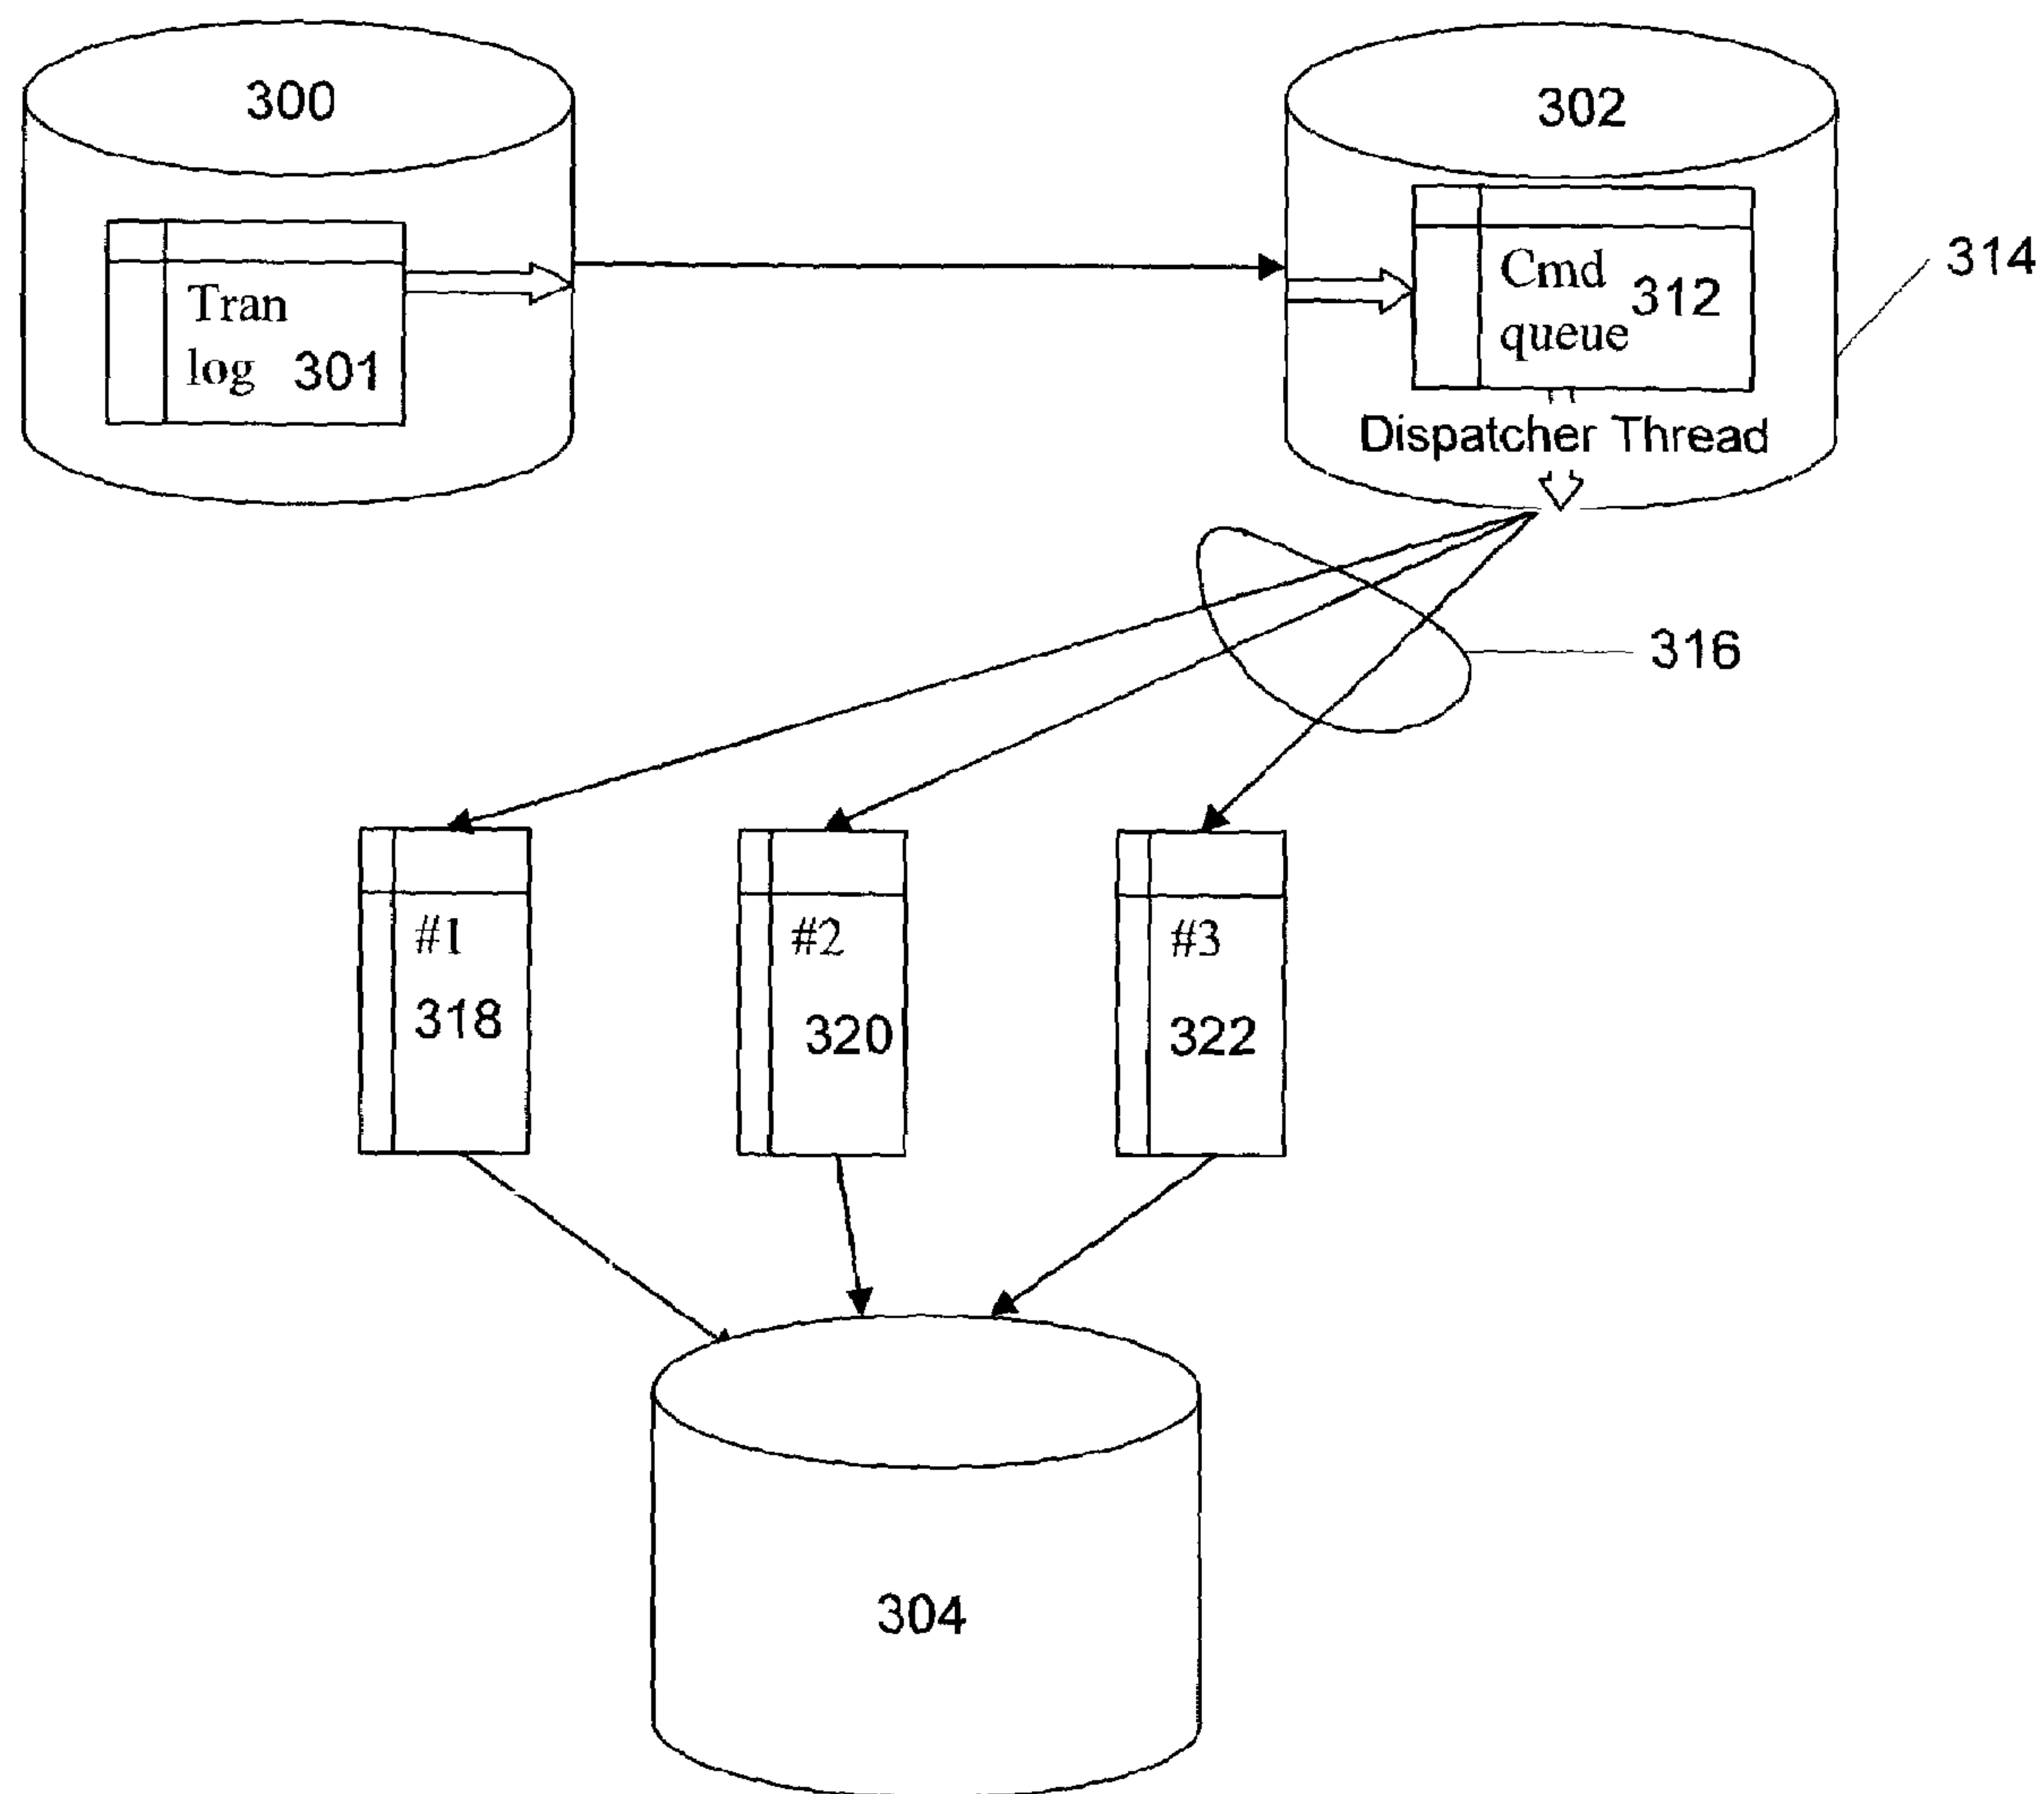 300
302
Tran
log 301
Cmd
queue 312
314
Dispatcher Thread
316
#1
318
#2
320
#3
322
304